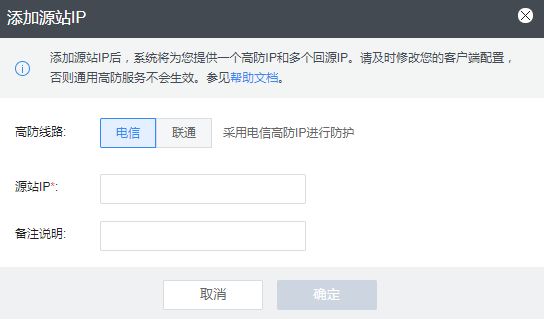 添加源站IP
添加源站IP后，系统将为您提供一个高防IP和多个回源IP。请及时修改您的客户端配置，
否则通用高防服务不会生效。参见帮助文档。
高防线路: 电信 联通 采用电信高防IP进行防护
源站IP*:
备注说明:
取消 确定